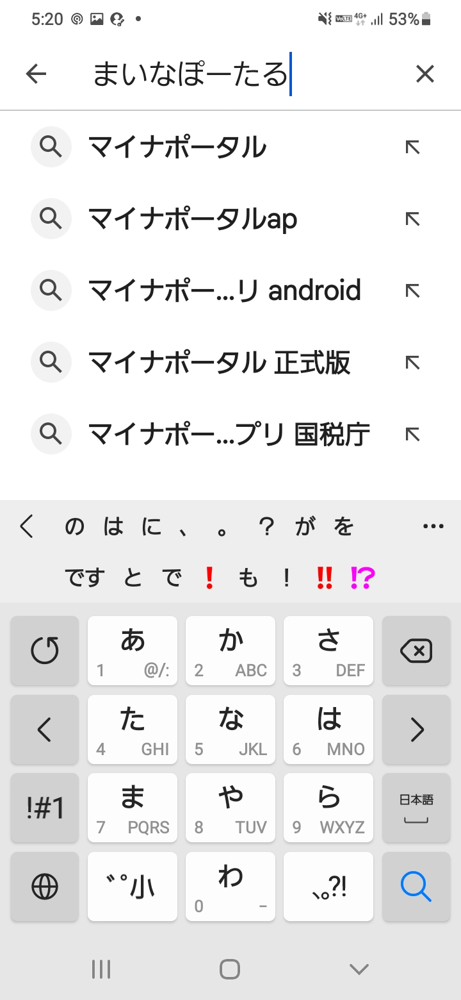 5:20 VoLTE 4G+ 53%
まいなぽーたる
マイナポータル
マイナポータルap
マイナポー...リ android
マイナポータル 正式版
マイナポー...プリ 国税庁
の は に 、 。 ? が を
です と で ! も ! !! !?
あ 1 @/: か 2 ABC さ 3 DEF
た 4 GHI な 5 JKL は 6 MNO
!#1 ま 7 PQRS や 8 TUV ら 9 WXYZ 日本語
゛゜小 わ 0 − 、。?!